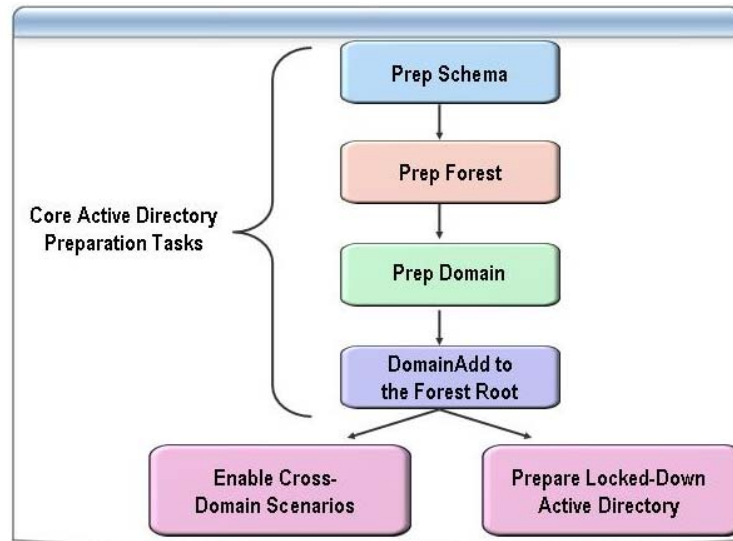 Prep Schema
Prep Forest
Core Active Directory
Preparation Tasks
Prep Domain
DomainAdd to
the Forest Root
Enable Cross-
Domain Scenarios
Prepare Locked-Down
Active Directory